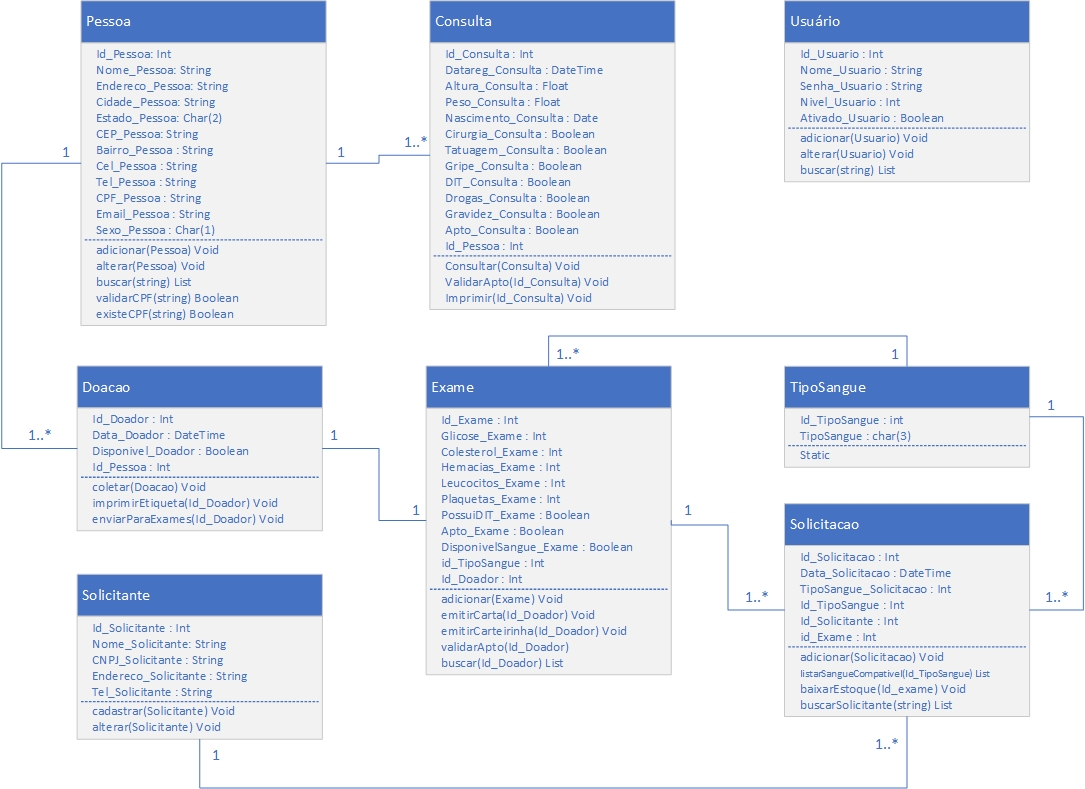 Pessoa
Id_Pessoa: Int
Nome_Pessoa: String
Endereco_Pessoa: String
Cidade_Pessoa: String
Estado_Pessoa: Char(2)
CEP_Pessoa: String
Bairro_Pessoa : String
Cel_Pessoa : String
Tel_Pessoa : String
CPF_Pessoa : String
Email_Pessoa : String
Sexo_Pessoa : Char(1)
adicionar(Pessoa) Void
alterar(Pessoa) Void
buscar(string) List
validarCPF(string) Boolean
existeCPF(string) Boolean
1
1
1..*
Consulta
Id_Consulta : Int
Datareg_Consulta : DateTime
Altura_Consulta : Float
Peso_Consulta : Float
Nascimento_Consulta : Date
Cirurgia_Consulta : Boolean
Tatuagem_Consulta : Boolean
Gripe_Consulta : Boolean
DIT_Consulta : Boolean
Drogas_Consulta : Boolean
Gravidez_Consulta : Boolean
Apto_Consulta : Boolean
Id_Pessoa : Int
Consultar(Consulta) Void
ValidarApto(Id_Consulta) Void
Imprimir(Id_Consulta) Void
Usuário
Id_Usuario : Int
Nome_Usuario : String
Senha_Usuario : String
Nivel_Usuario : Int
Ativado_Usuario : Boolean
adicionar(Usuario) Void
alterar(Usuario) Void
buscar(string) List
1..*
1
Doacao
Id_Doador : Int
Data_Doador : DateTime
Disponivel_Doador : Boolean
Id_Pessoa : Int
coletar(Doacao) Void
imprimirEtiqueta(Id_Doador) Void
enviarParaExames(Id_Doador) Void
1..*
1
1
Exame
Id_Exame : Int
Glicose_Exame : Int
Colesterol_Exame : Int
Hemacias_Exame : Int
Leucocitos_Exame : Int
Plaquetas_Exame : Int
PossuiDIT_Exame : Boolean
Apto_Exame : Boolean
DisponivelSangue_Exame : Boolean
id_TipoSangue : Int
Id_Doador : Int
adicionar(Exame) Void
emitirCarta(Id_Doador) Void
emitirCarteirinha(Id_Doador) Void
validarApto(Id_Doador)
buscar(Id_Doador) List
1
1..*
TipoSangue
Id_TipoSangue : int
TipoSangue : char(3)
Static
1
1..*
Solicitacao
Id_Solicitacao : Int
Data_Solicitacao : DateTime
TipoSangue_Solicitacao : Int
Id_TipoSangue : Int
Id_Solicitante : Int
id_Exame : Int
adicionar(Solicitacao) Void
listarSangueCompativel(Id_TipoSangue) List
baixarEstoque(Id_exame) Void
buscarSolicitante(string) List
Solicitante
Id_Solicitante : Int
Nome_Solicitante: String
CNPJ_Solicitante : String
Endereco_Solicitante : String
Tel_Solicitante : String
cadastrar(Solicitante) Void
alterar(Solicitante) Void
1
1..*